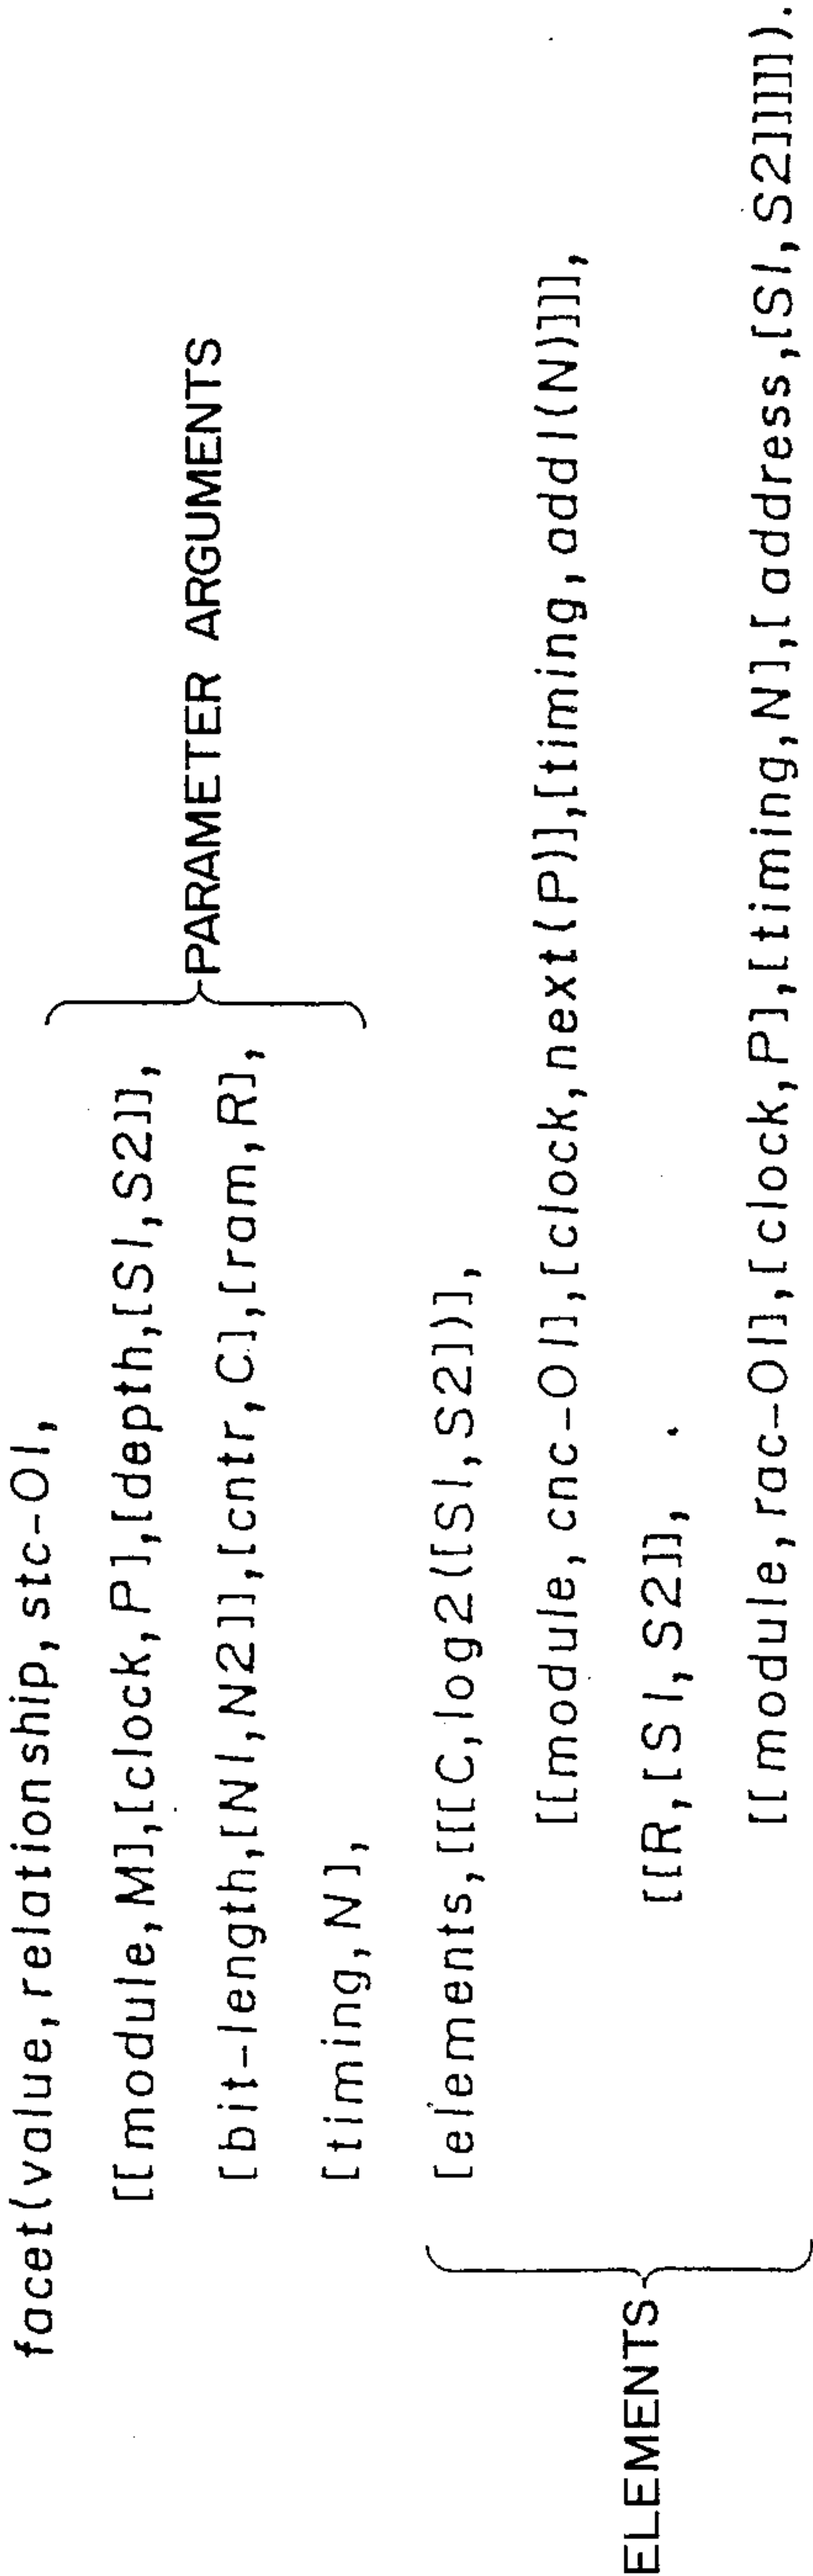 facet(value,relationship,stc-01,
[[module,M],[clock,P],[depth,[S1,S2]],
[bit-length,[N1,N2]],[cntr,C],[ram,R],
[timing,N],
PARAMETER ARGUMENTS
[elements,[[[C,log2([S1,S2])],
[[module,cnc-01],[clock,next(P)],[timing,add1(N)]]],
[[R,[S1,S2]],
[[module,rac-01],[clock,P],[timing,N],[address,[S1,S2]]]]]]).
ELEMENTS